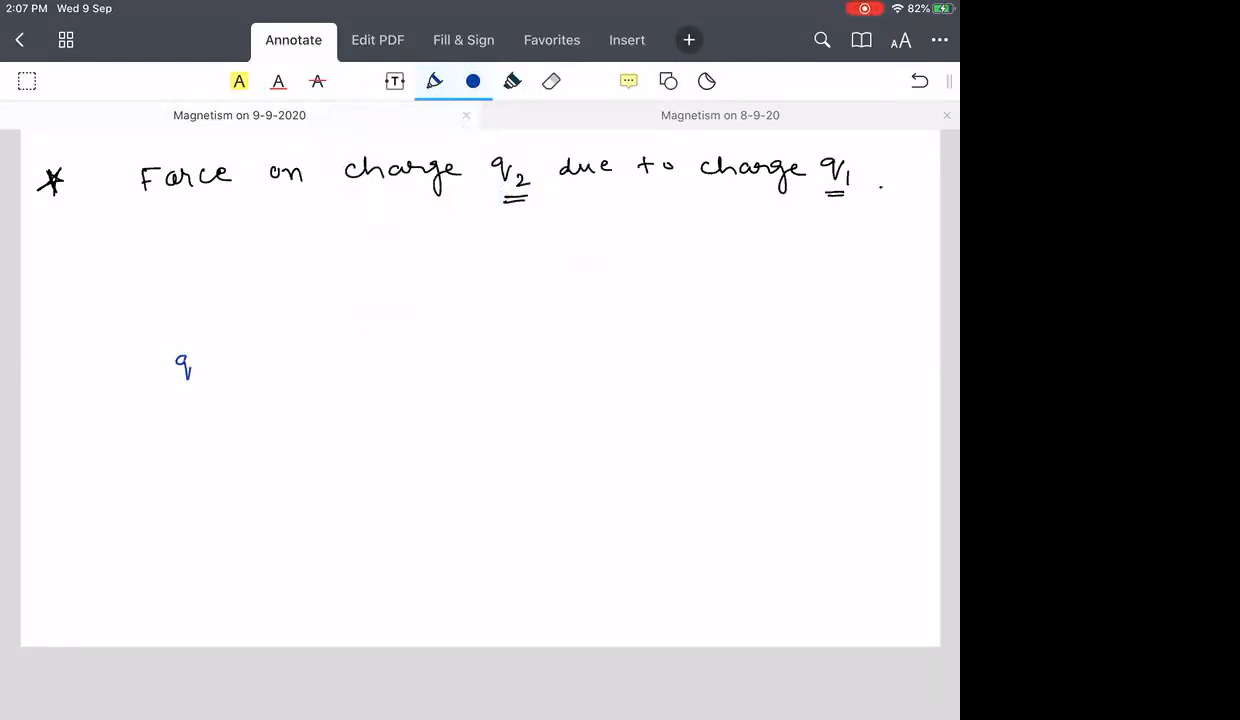 2:07 PM Wed 9 Sep 82%
Annotate Edit PDF Fill & Sign Favorites Insert
Magnetism on 9-9-2020 Magnetism on 8-9-20
Force on charge q2 due to charge q1 .
q